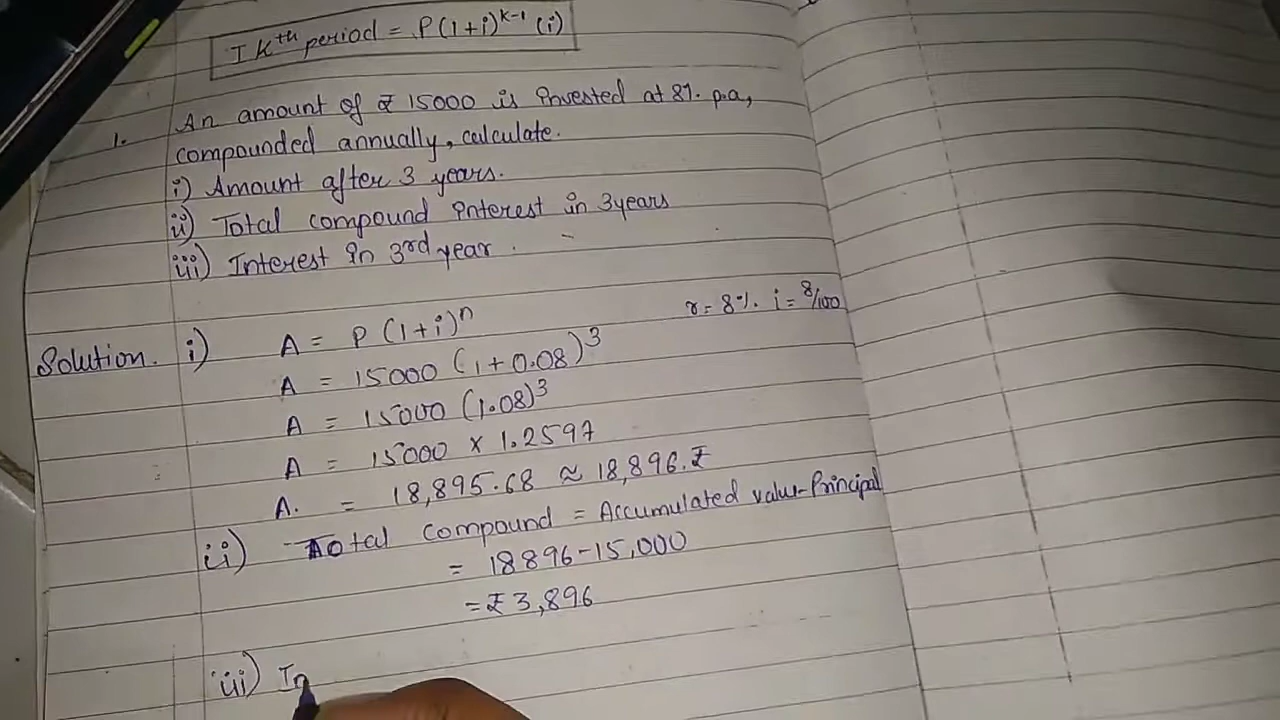 I Kth period = P(1+i)^k-1 (i)
1. An amount of ₹ 15000 is invested at 8%. p.a,
compounded annually, calculate.
i) Amount after 3 years.
ii) Total compound interest in 3years
iii) Interest in 3rd year.
r = 8%. i = 8/100
Solution. i) A = P (1+i)^n
A = 15000 (1+0.08)^3
A = 15000 (1.08)^3
A = 15000 × 1.2597
A. = 18,895.68 ≈ 18,896.₹
ii) Total compound = Accumulated value-Principal
= 18896-15,000
= ₹ 3,896
iii) In